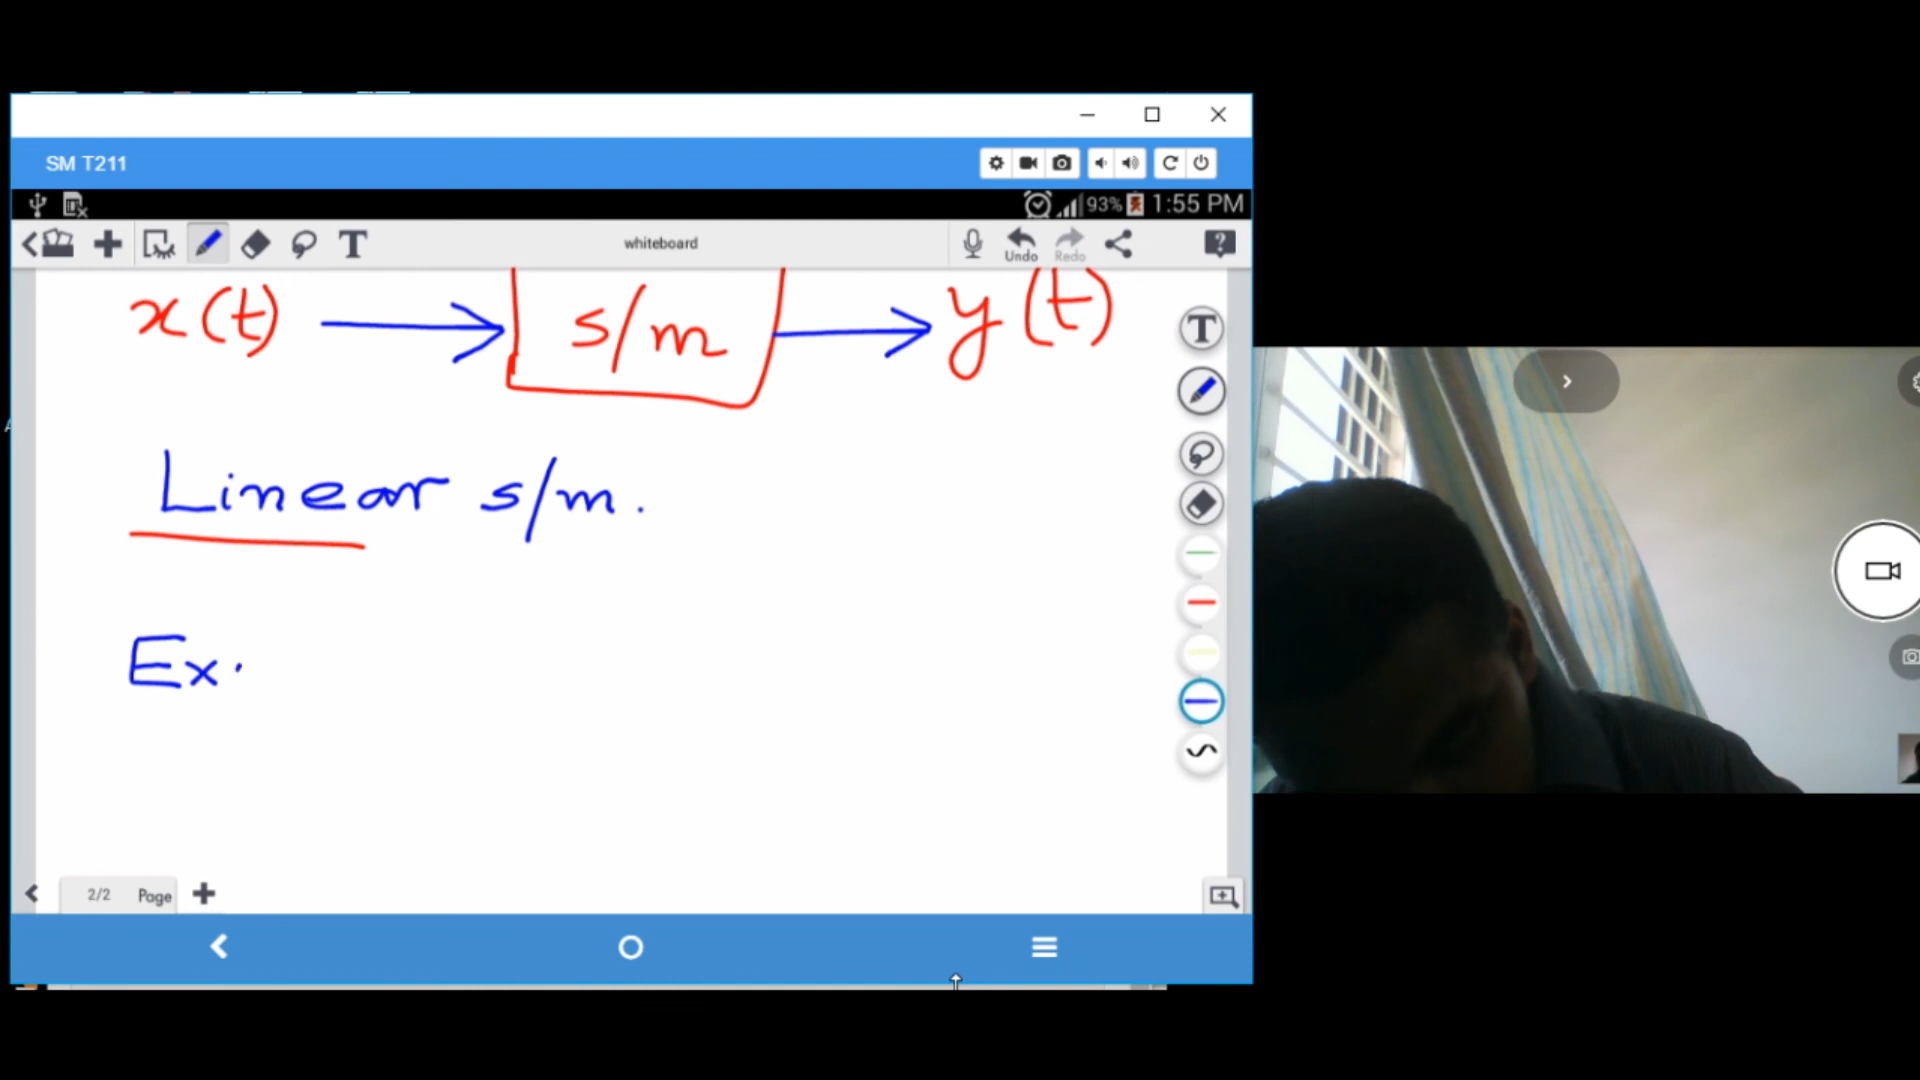 SM T211
93% 1:55 PM
T whiteboard Undo Redo
x(t) s/m y(t)
T
Linear s/m.
Ex.
2/2 Page